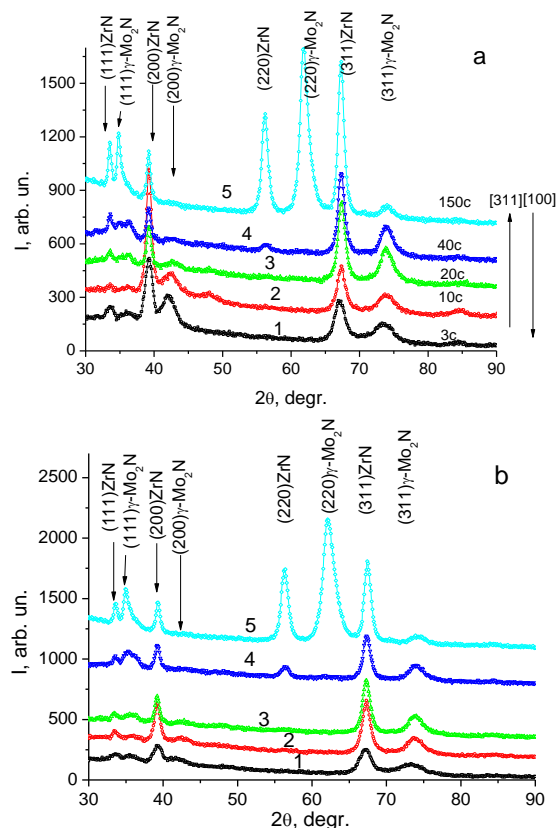 a
(111)ZrN
(111)γ-Mo2N
(200)ZrN
(200)γ-Mo2N
(220)ZrN
(220)γ-Mo2N
(311)ZrN
(311)γ-Mo2N
1500
1200
900
600
300
0
I, arb. un.
5
4
3
2
1
150c
40c
20c
10c
3c
[311][100]
30 40 50 60 70 80 90
2θ, degr.
b
(111)ZrN
(111)γ-Mo2N
(200)ZrN
(200)γ-Mo2N
(220)ZrN
(220)γ-Mo2N
(311)ZrN
(311)γ-Mo2N
2500
2000
1500
1000
500
0
I, arb. un.
5
4
3
2
1
30 40 50 60 70 80 90
2θ, degr.